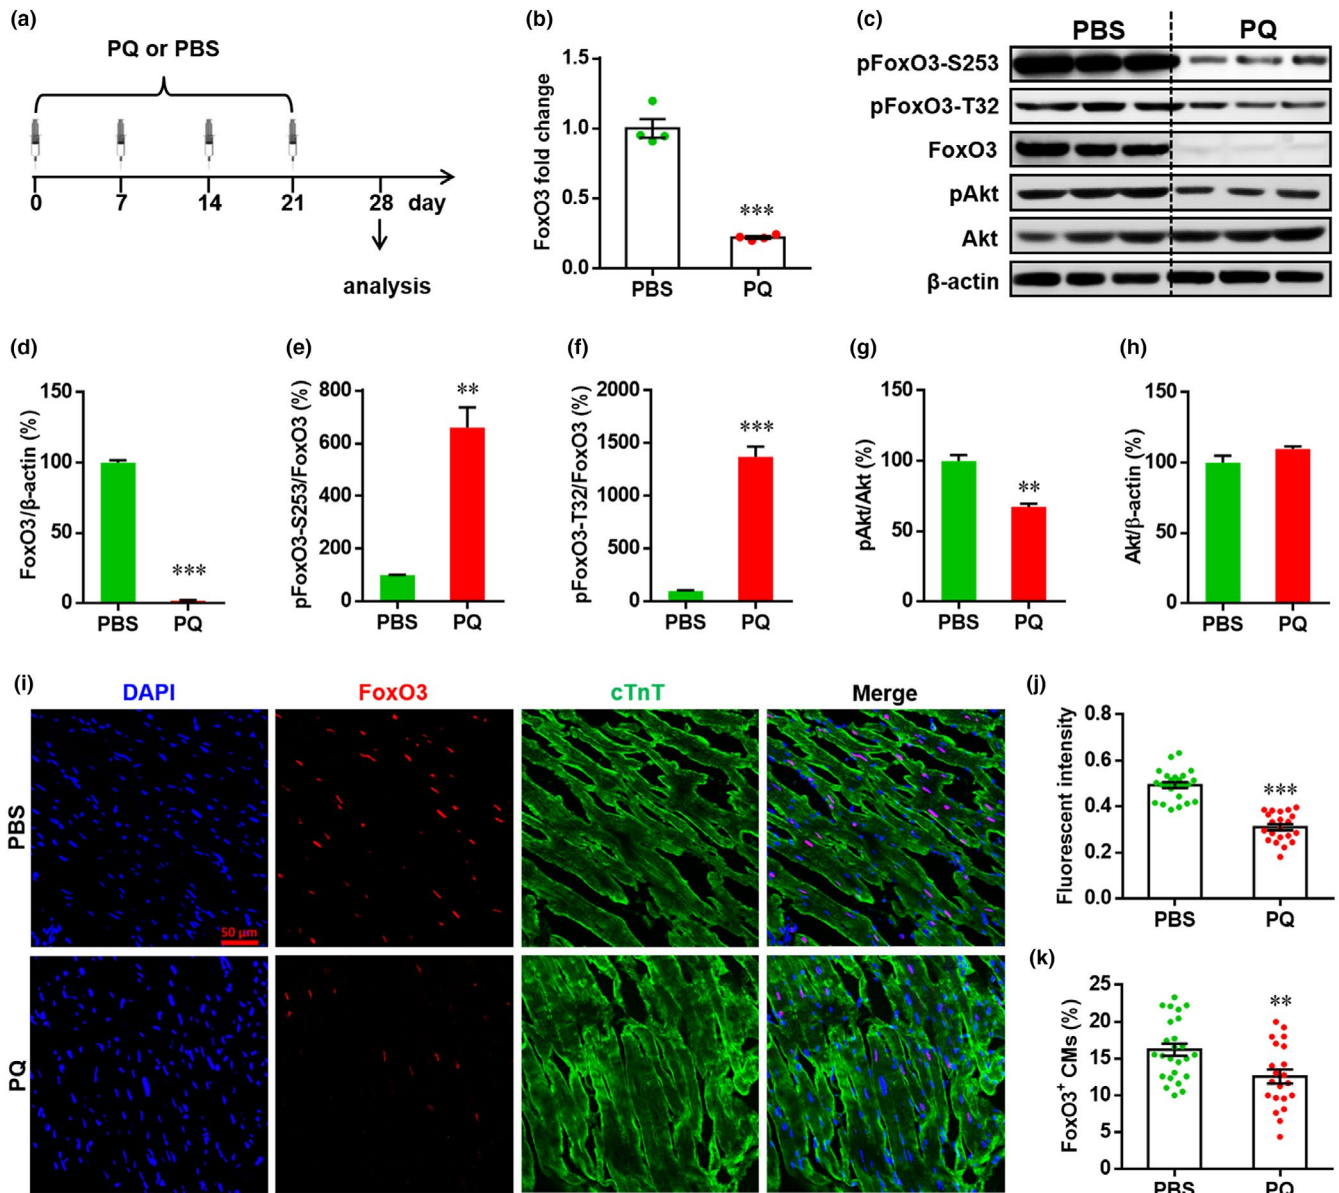 (a)
PQ or PBS
0 7 14 21 28 day
analysis
(b)
FoxO3 fold change
1.5
1.0
0.5
0.0
***
PBS PQ
(c)
PBS PQ
pFoxO3-S253
pFoxO3-T32
FoxO3
pAkt
Akt
β-actin
(d)
FoxO3/β-actin (%)
150
100
50
0
***
PBS PQ
(e)
pFoxO3-S253/FoxO3 (%)
800
600
400
200
0
**
PBS PQ
(f)
pFoxO3-T32/FoxO3 (%)
2000
1500
1000
500
0
***
PBS PQ
(g)
pAkt/Akt (%)
150
100
50
0
**
PBS PQ
(h)
Akt/β-actin (%)
150
100
50
0
PBS PQ
(i)
DAPI FoxO3 cTnT Merge
PBS
50 μm
PQ
(j)
Fluorescent intensity
0.8
0.6
0.4
0.2
0.0
***
PBS PQ
(k)
FoxO3⁺ CMs (%)
25
20
15
10
5
0
**
PBS PQ